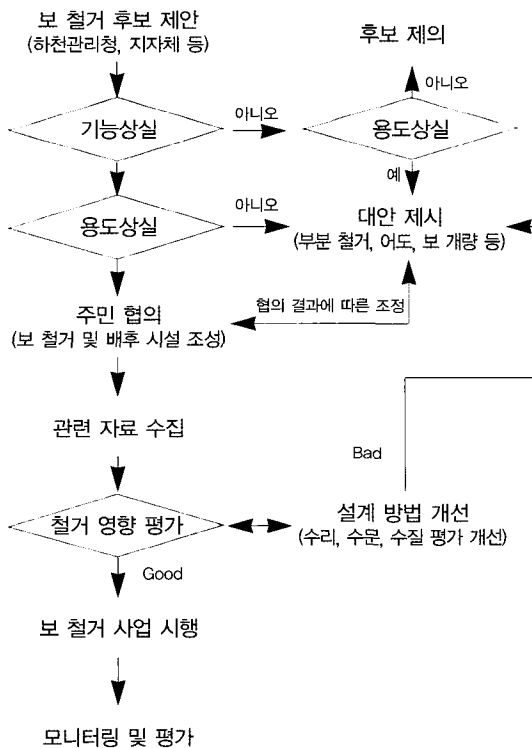 보 철거 후보 제안
(하천관리청, 지자체 등)
후보 제의
아니오
기능상실
아니오
용도상실
예
용도상실
아니오
대안 제시
(부분 철거, 어도, 보 개량 등)
협의 결과에 따른 조정
주민 협의
(보 철거 및 배후 시설 조성)
관련 자료 수집
Bad
철거 영향 평가
설계 방법 개선
(수리, 수문, 수질 평가 개선)
Good
보 철거 사업 시행
모니터링 및 평가